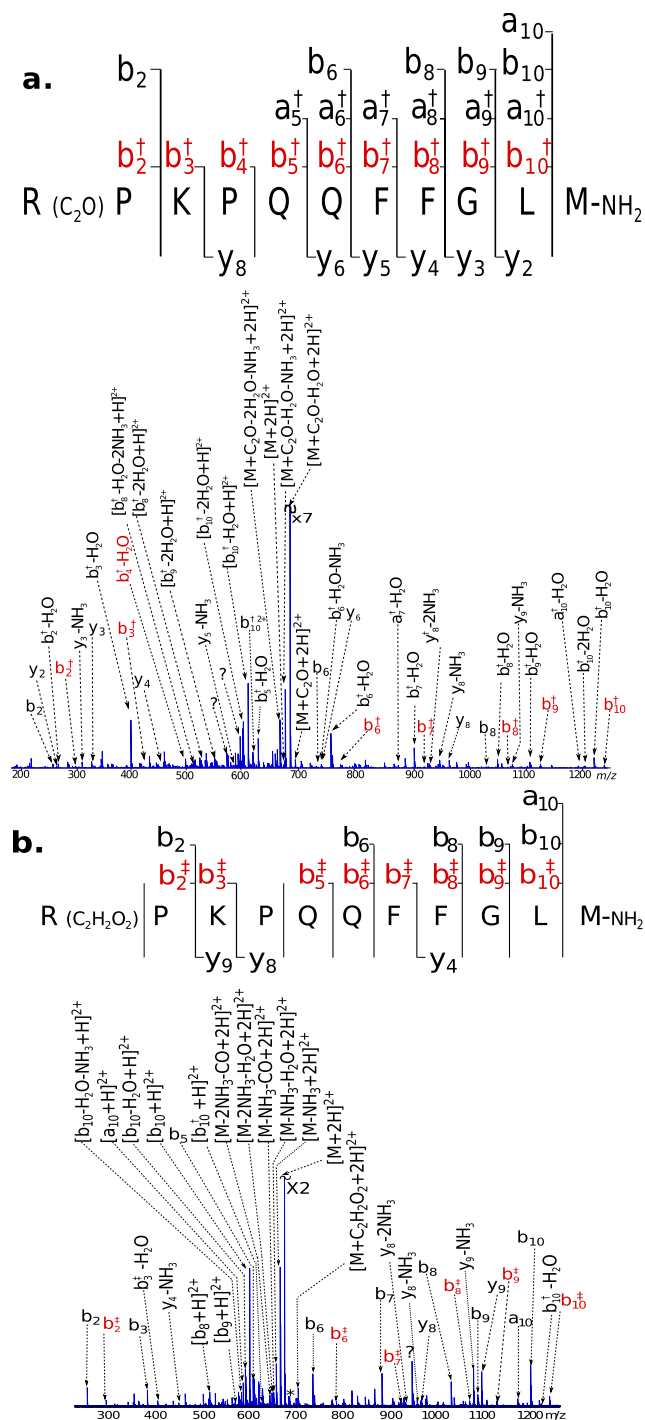 a.
a10
b2 b6 b8 b9 b10
a5† a6† a7† a8† a9† a10†
b2‡ b3† b4† b5† b6† b7† b8† b9† b10†
R (C2O) P K P Q Q F F G L M-NH2
y8 y6 y5 y4 y3 y2
[b8†-H2O-2NH3+H]2+
[b8†-2H2O+H]2+
[b9†-2H2O+H]2+
[b10†-2H2O+H]2+
[b10†-H2O+H]2+
[M+C2O-2H2O-NH3+2H]2+
[M+2H]2+
[M+C2O-H2O-NH3+2H]2+
[M+C2O-H2O+2H]2+
x7
b3†-H2O
b4†-H2O
b2†-H2O
y3-NH3
y3
b3†
y2
b2†
b2
y4
y5-NH3
?
?
b10†2+
b5†-H2O
[M+C2O+2H]2+
b6
b6†-H2O-NH3
y6
b6†-H2O
b6†
a7†-H2O
b7†-H2O
b7†
y8†-2NH3
y8-NH3
y8
b8
b8†-H2O
b8†
y9-NH3
b9†-H2O
b9†
a10†-H2O
b10†-2H2O
b10†-H2O
b10†
200 300 400 500 600 700 800 900 1000 1100 1200 m/z
b.
a10
b2 b6 b8 b9 b10
b2‡ b3‡ b5‡ b6‡ b7‡ b8‡ b9‡ b10‡
R (C2H2O2) P K P Q Q F F G L M-NH2
y9 y8 y4
[b10-H2O-NH3+H]2+
[a10+H]2+
[b10-H2O+H]2+
[b10+H]2+
b5
[b10†+H]2+
[M-2NH3-CO+2H]2+
[M-2NH3-H2O+2H]2+
[M-NH3-CO+2H]2+
[M-NH3-H2O+2H]2+
[M-NH3+2H]2+
[M+2H]2+
X2
[M+C2H2O2+2H]2+
b2
b2‡
b3
b3‡-H2O
y4-NH3
[b8+H]2+
[b9+H]2+
*
b6
b6‡
b7
b7‡
y8-2NH3
y8-NH3
?
y8
b8
b8‡
y9-NH3
b9
y9
b9‡
a10
b10
b10†-H2O
b10‡
300 400 500 600 700 800 900 1000 1100 1200 m/z